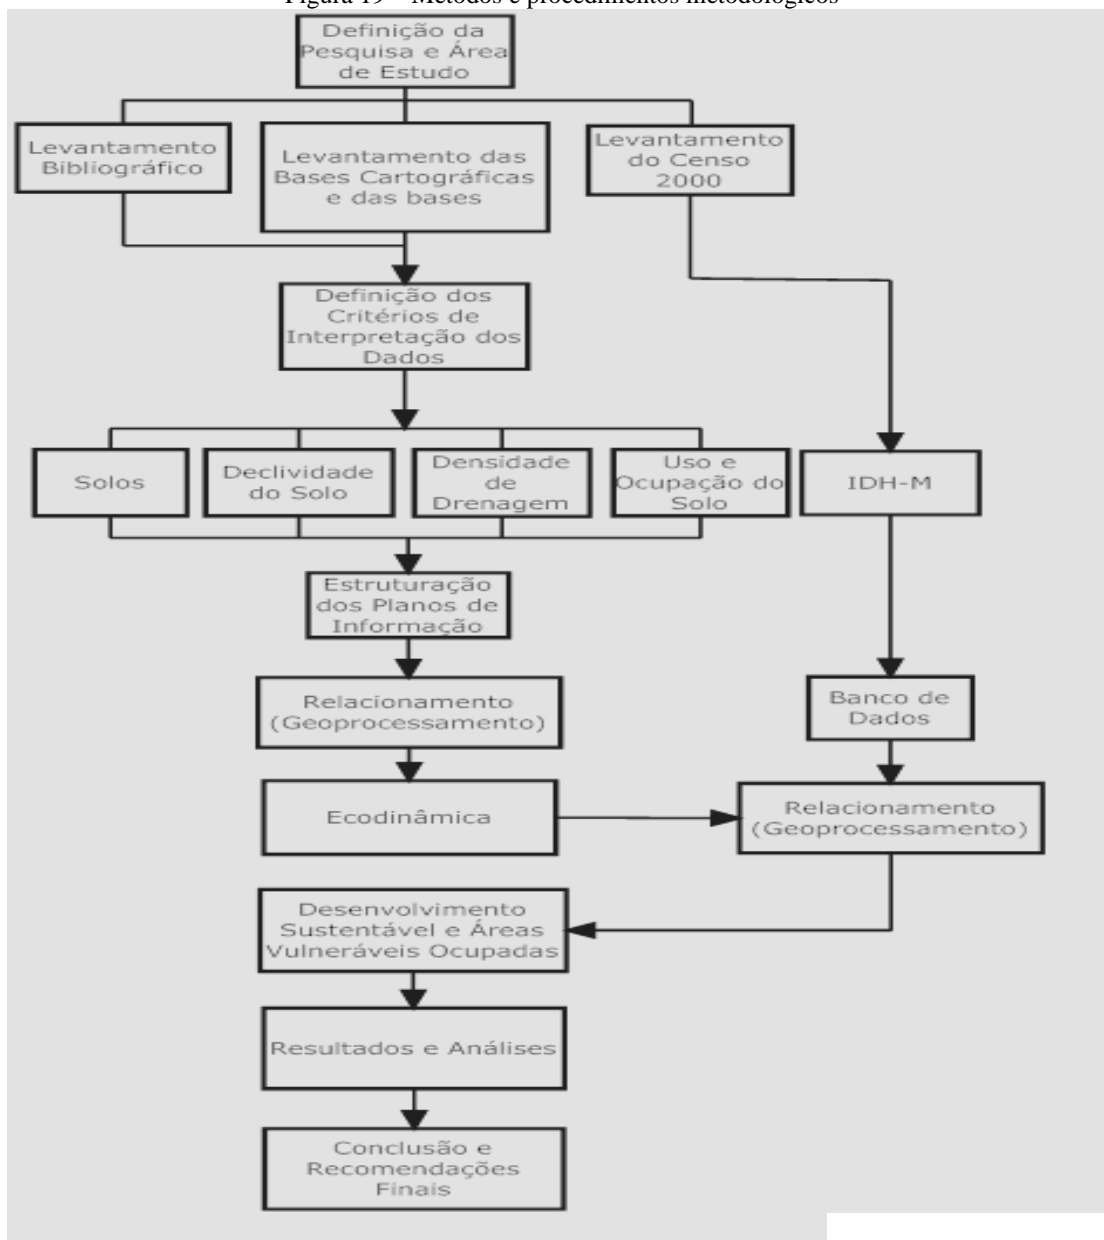 Figura 19 – Métodos e procedimentos metodológicos
Definição da
Pesquisa e Área
de Estudo
Levantamento
Bibliográfico
Levantamento das
Bases Cartográficas
e das bases
Levantamento
do Censo
2000
Definição dos
Critérios de
Interpretação dos
Dados
Solos
Declividade
do Solo
Densidade
de
Drenagem
Uso e
Ocupação do
Solo
IDH-M
Estruturação
dos Planos de
Informação
Relacionamento
(Geoprocessamento)
Banco de
Dados
Ecodinâmica
Relacionamento
(Geoprocessamento)
Desenvolvimento
Sustentável e Áreas
Vulneráveis Ocupadas
Resultados e Análises
Conclusão e
Recomendações
Finais